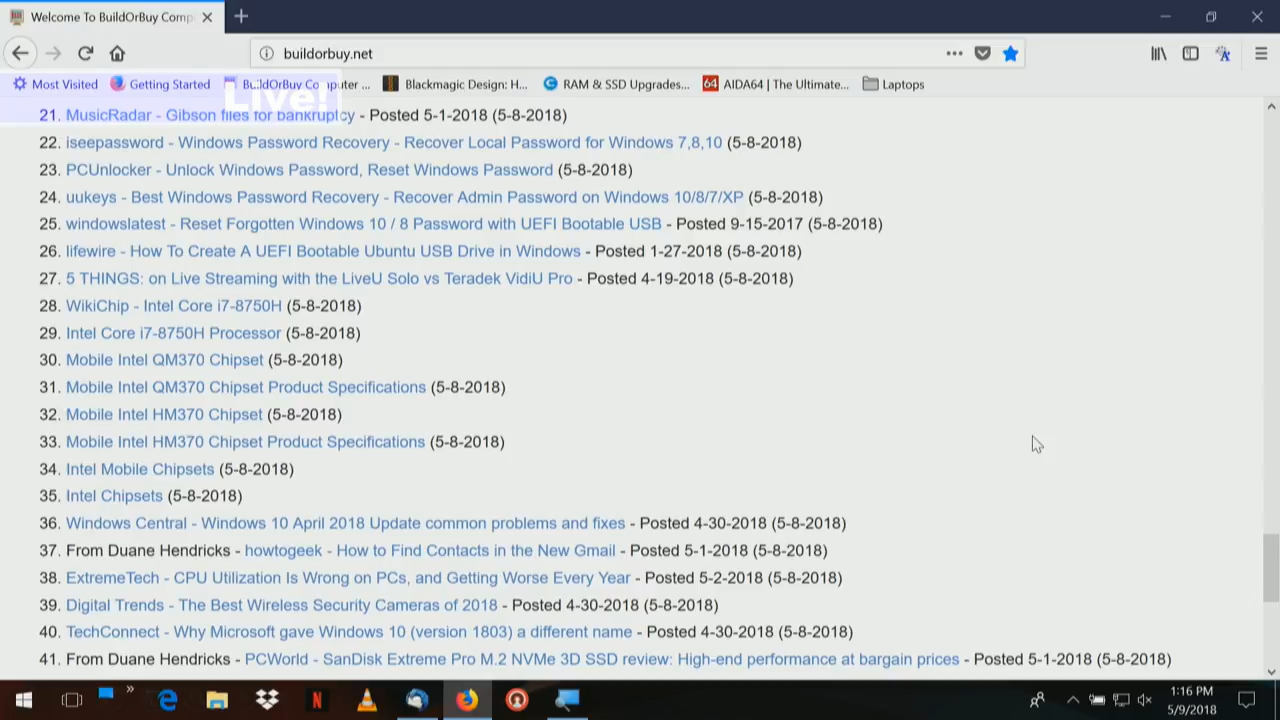 Welcome To BuildOrBuy Comp
buildorbuy.net
Most Visited Getting Started BuildOrBuy Computer ... Blackmagic Design: H... RAM & SSD Upgrades... 64 AIDA64 | The Ultimate... Laptops
Live!
21. MusicRadar - Gibson files for bankruptcy - Posted 5-1-2018 (5-8-2018)
22. iseepassword - Windows Password Recovery - Recover Local Password for Windows 7,8,10 (5-8-2018)
23. PCUnlocker - Unlock Windows Password, Reset Windows Password (5-8-2018)
24. uukeys - Best Windows Password Recovery - Recover Admin Password on Windows 10/8/7/XP (5-8-2018)
25. windowslatest - Reset Forgotten Windows 10 / 8 Password with UEFI Bootable USB - Posted 9-15-2017 (5-8-2018)
26. lifewire - How To Create A UEFI Bootable Ubuntu USB Drive in Windows - Posted 1-27-2018 (5-8-2018)
27. 5 THINGS: on Live Streaming with the LiveU Solo vs Teradek VidiU Pro - Posted 4-19-2018 (5-8-2018)
28. WikiChip - Intel Core i7-8750H (5-8-2018)
29. Intel Core i7-8750H Processor (5-8-2018)
30. Mobile Intel QM370 Chipset (5-8-2018)
31. Mobile Intel QM370 Chipset Product Specifications (5-8-2018)
32. Mobile Intel HM370 Chipset (5-8-2018)
33. Mobile Intel HM370 Chipset Product Specifications (5-8-2018)
34. Intel Mobile Chipsets (5-8-2018)
35. Intel Chipsets (5-8-2018)
36. Windows Central - Windows 10 April 2018 Update common problems and fixes - Posted 4-30-2018 (5-8-2018)
37. From Duane Hendricks - howtogeek - How to Find Contacts in the New Gmail - Posted 5-1-2018 (5-8-2018)
38. ExtremeTech - CPU Utilization Is Wrong on PCs, and Getting Worse Every Year - Posted 5-2-2018 (5-8-2018)
39. Digital Trends - The Best Wireless Security Cameras of 2018 - Posted 4-30-2018 (5-8-2018)
40. TechConnect - Why Microsoft gave Windows 10 (version 1803) a different name - Posted 4-30-2018 (5-8-2018)
41. From Duane Hendricks - PCWorld - SanDisk Extreme Pro M.2 NVMe 3D SSD review: High-end performance at bargain prices - Posted 5-1-2018 (5-8-2018)
1:16 PM
5/9/2018